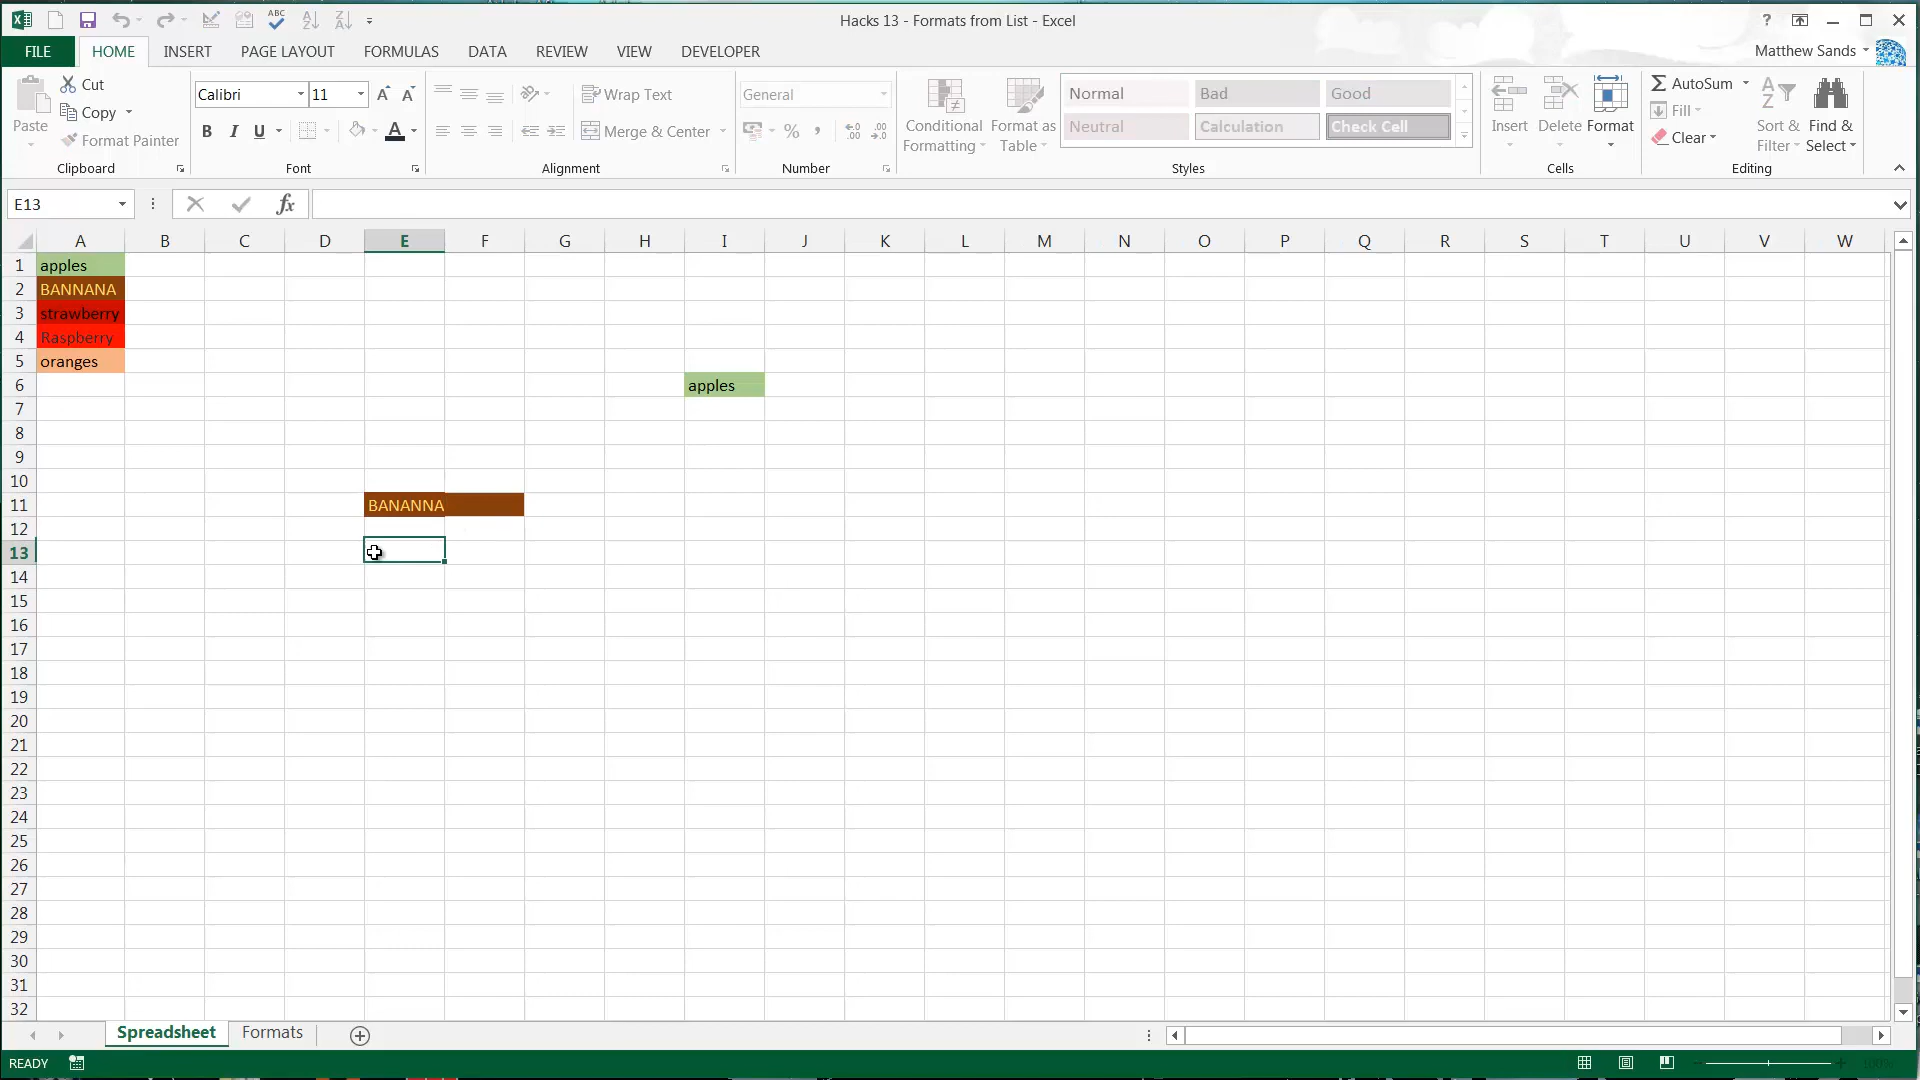 ABC
Hacks 13 - Formats from List - Excel
?
FILE HOME INSERT PAGE LAYOUT FORMULAS DATA REVIEW VIEW DEVELOPER
Matthew Sands
Paste
Cut
Copy
Format Painter
Clipboard
Calibri 11 A A
B I U A
Font
Wrap Text
Merge & Center
Alignment
General
%
Number
Conditional Formatting
Format as Table
Normal Bad Good
Neutral Calculation Check Cell
Styles
Insert Delete Format
Cells
AutoSum
Fill
Clear
Sort & Filter
Find & Select
Editing
E13
fx
A B C D E F G H I J K L M N O P Q R S T U V W
1 apples
2 BANNANA
3 strawberry
4 Raspberry
5 oranges
6 apples
7
8
9
10
11 BANANNA
12
13
14
15
16
17
18
19
20
21
22
23
24
25
26
27
28
29
30
31
32
Spreadsheet Formats
READY